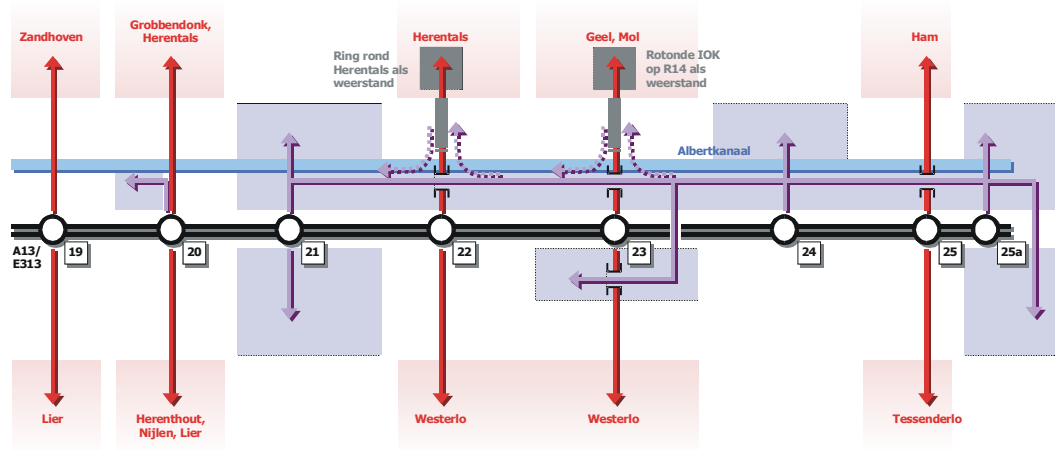 Zandhoven
Grobbendonk,
Herentals
Herentals
Geel, Mol
Ham
Ring rond
Herentals als
weerstand
Rotonde IOK
op R14 als
weerstand
Albertkanaal
A13/
E313
19
20
21
22
23
24
25
25a
Lier
Herenthout,
Nijlen, Lier
Westerlo
Westerlo
Tessenderlo